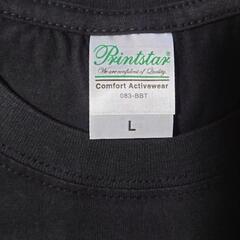 Printstar
We are confident of Quality.
Comfort Activewear
083-BBT
L